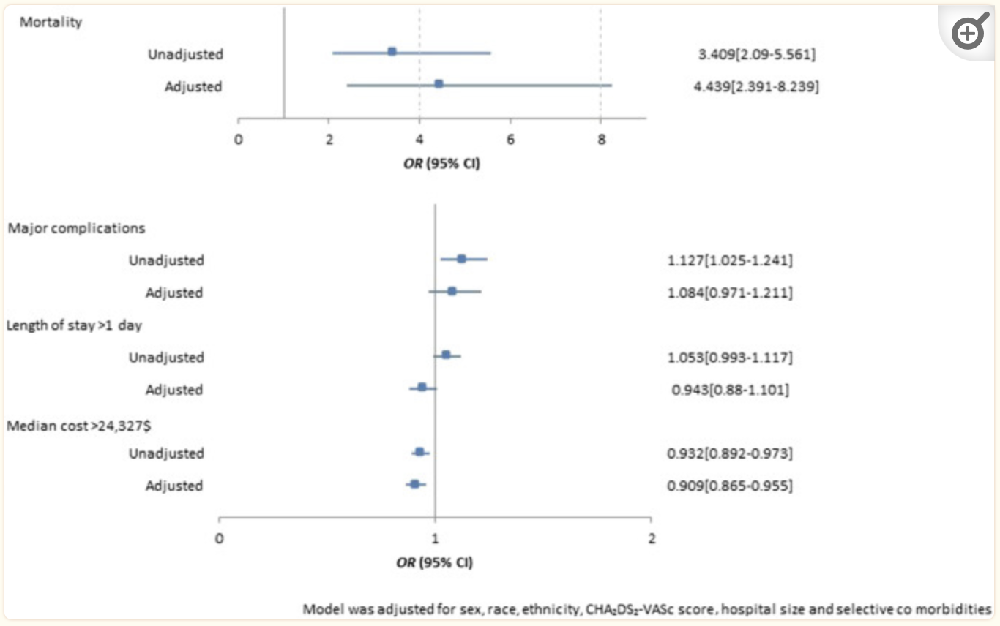 Mortality
Unadjusted 3.409[2.09-5.561]
Adjusted 4.439[2.391-8.239]
0 2 4 6 8
OR (95% CI)
Major complications
Unadjusted 1.127[1.025-1.241]
Adjusted 1.084[0.971-1.211]
Length of stay >1 day
Unadjusted 1.053[0.993-1.117]
Adjusted 0.943[0.88-1.101]
Median cost >24,327$
Unadjusted 0.932[0.892-0.973]
Adjusted 0.909[0.865-0.955]
0 1 2
OR (95% CI)
Model was adjusted for sex, race, ethnicity, CHA₂DS₂-VASc score, hospital size and selective co morbidities